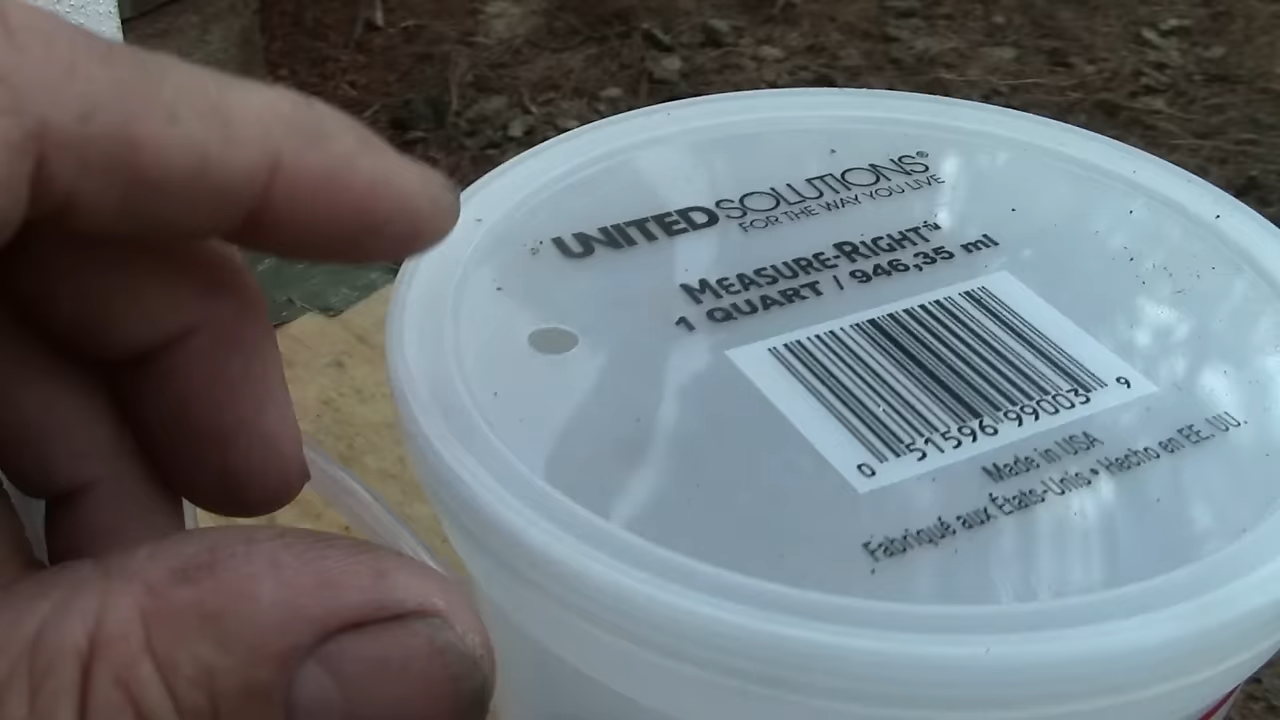 UNITED SOLUTIONS®
FOR THE WAY YOU LIVE
MEASURE-RIGHT™
1 QUART / 946,35 ml
0 51596 99003 9
Made in USA
Fabriqué aux États-Unis • Hecho en EE. UU.